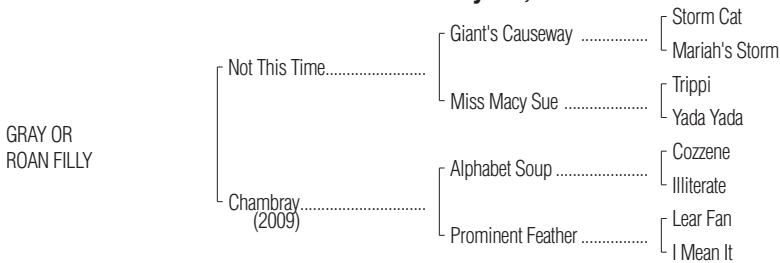 Storm Cat
Giant's Causeway ................
Mariah's Storm
Not This Time........................
Trippi
Miss Macy Sue ....................
Yada Yada
GRAY OR
ROAN FILLY
Cozzene
Alphabet Soup ......................
Illiterate
Chambray..............................
(2009)
Lear Fan
Prominent Feather ................
I Mean It